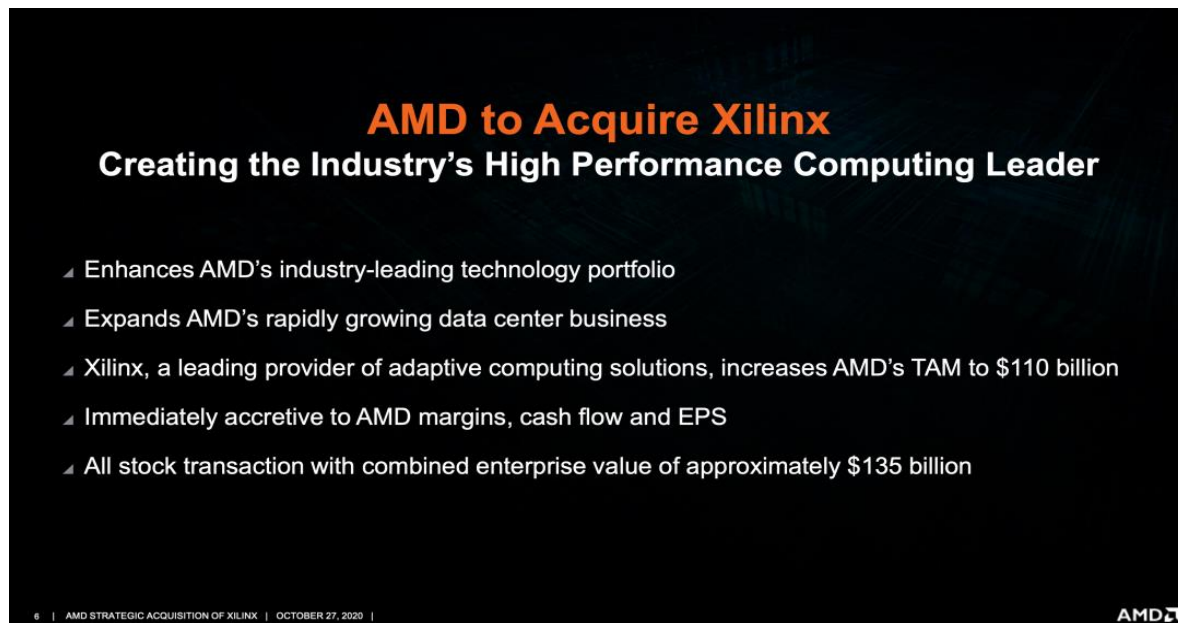 AMD to Acquire Xilinx
Creating the Industry’s High Performance Computing Leader
Enhances AMD’s industry-leading technology portfolio
Expands AMD’s rapidly growing data center business
Xilinx, a leading provider of adaptive computing solutions, increases AMD’s TAM to $110 billion
Immediately accretive to AMD margins, cash flow and EPS
All stock transaction with combined enterprise value of approximately $135 billion
6 | AMD STRATEGIC ACQUISITION OF XILINX | OCTOBER 27, 2020 |
AMD